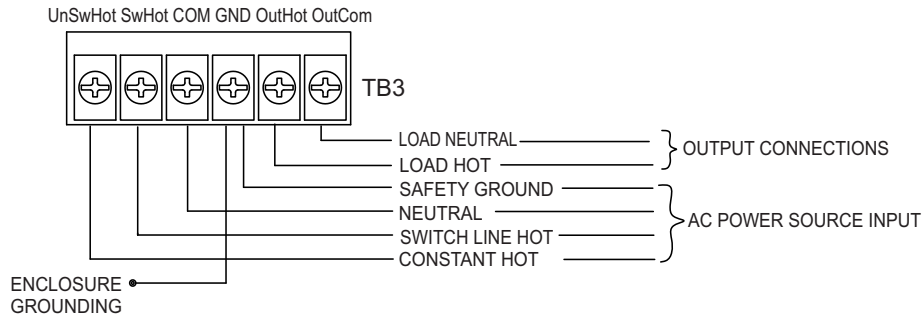 UnSwHot SwHot COM GND OutHot OutCom
TB3
LOAD NEUTRAL
OUTPUT CONNECTIONS
LOAD HOT
SAFETY GROUND
NEUTRAL
AC POWER SOURCE INPUT
SWITCH LINE HOT
CONSTANT HOT
ENCLOSURE
GROUNDING